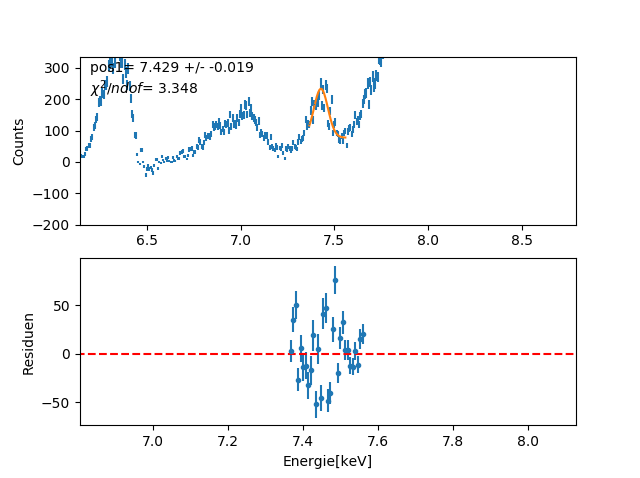 pos1= 7.429 +/- -0.019
χ²/ndof= 3.348
300
200
100
0
−100
−200
Counts
6.5 7.0 7.5 8.0 8.5
50
0
−50
Residuen
7.0 7.2 7.4 7.6 7.8 8.0
Energie[keV]